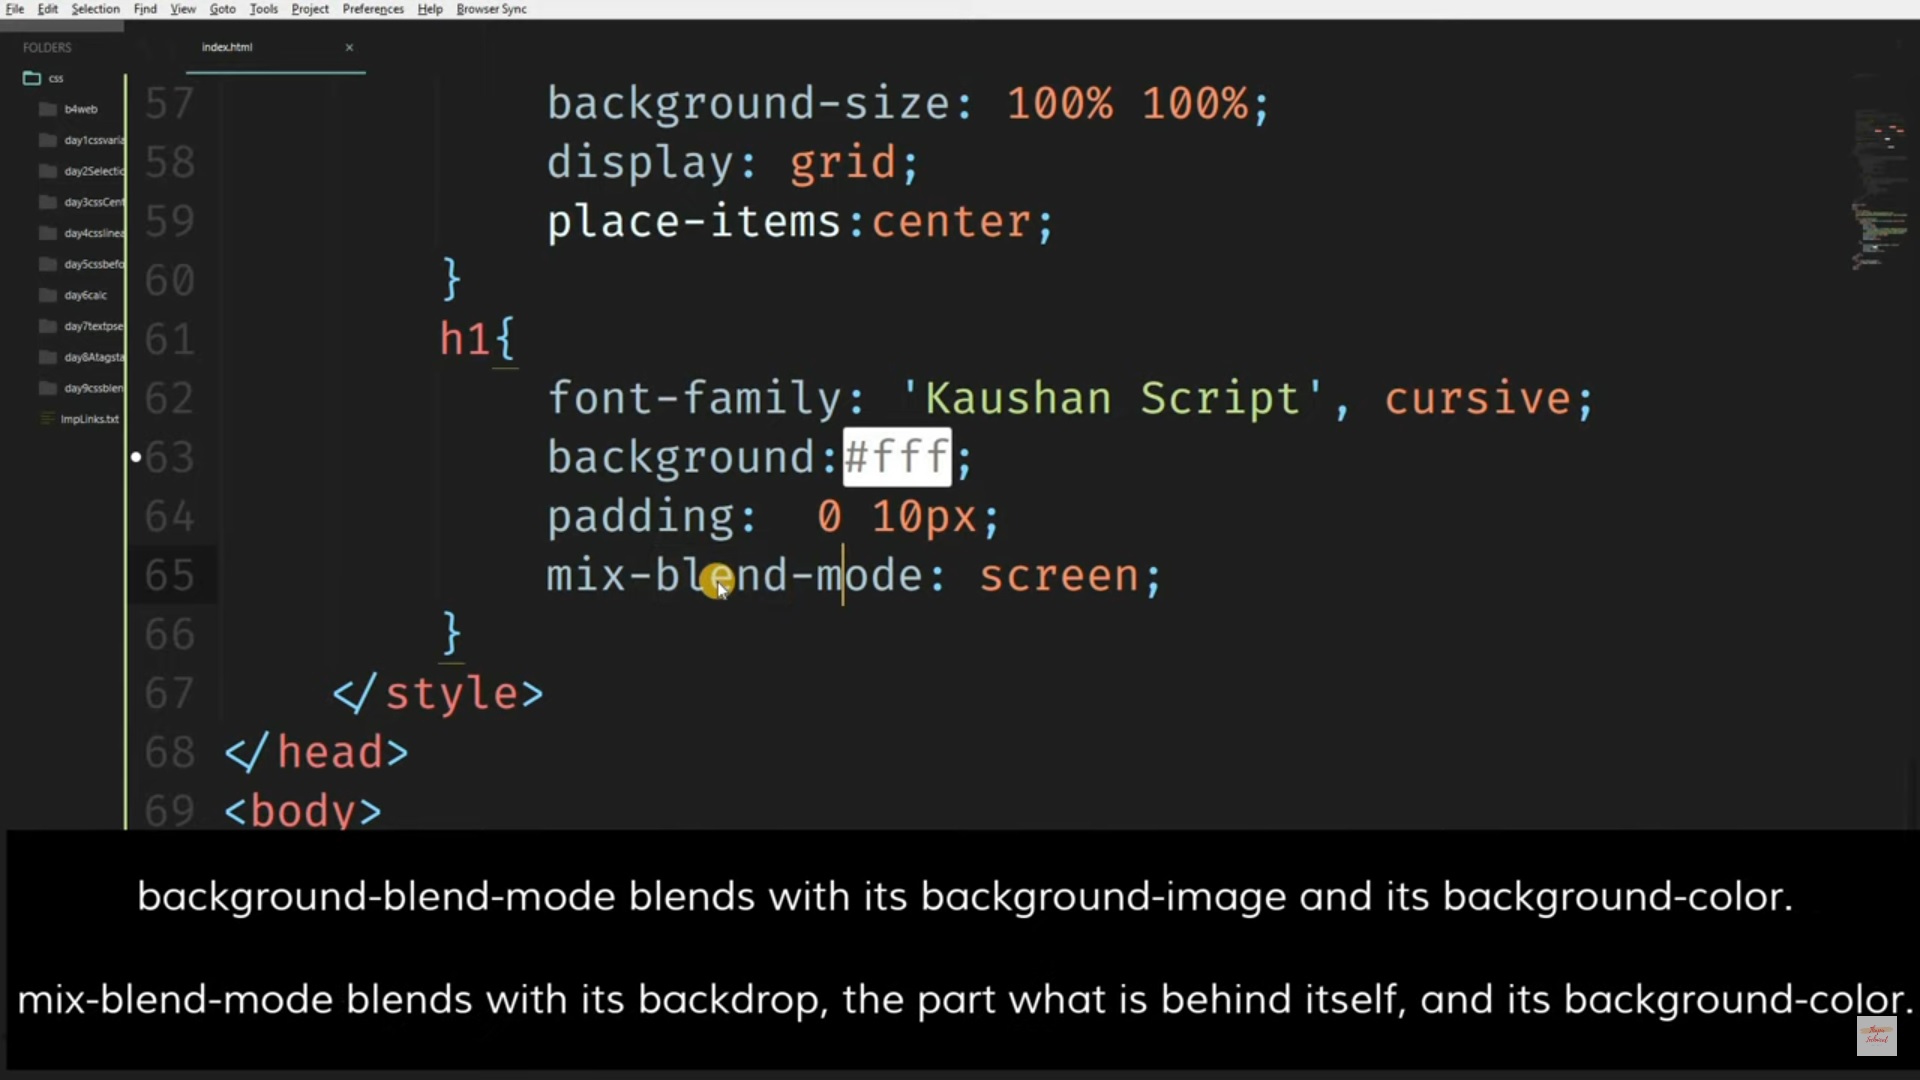 File Edit Selection Find View Goto Tools Project Preferences Help Browser Sync
FOLDERS
css
b4web
day1cssvaria
day2Selectio
day3cssCent
day4csslinea
day5cssbefo
day6calc
day7textpse
day8Atagsta
day9cssblen
ImpLinks.txt
index.html ×
57 background-size: 100% 100%;
58 display: grid;
59 place-items:center;
60 }
61 h1{
62 font-family: 'Kaushan Script', cursive;
63 background:#fff;
64 padding:  0 10px;
65 mix-blend-mode: screen;
66 }
67 </style>
68 </head>
69 <body>
background-blend-mode blends with its background-image and its background-color.
mix-blend-mode blends with its backdrop, the part what is behind itself, and its background-color.